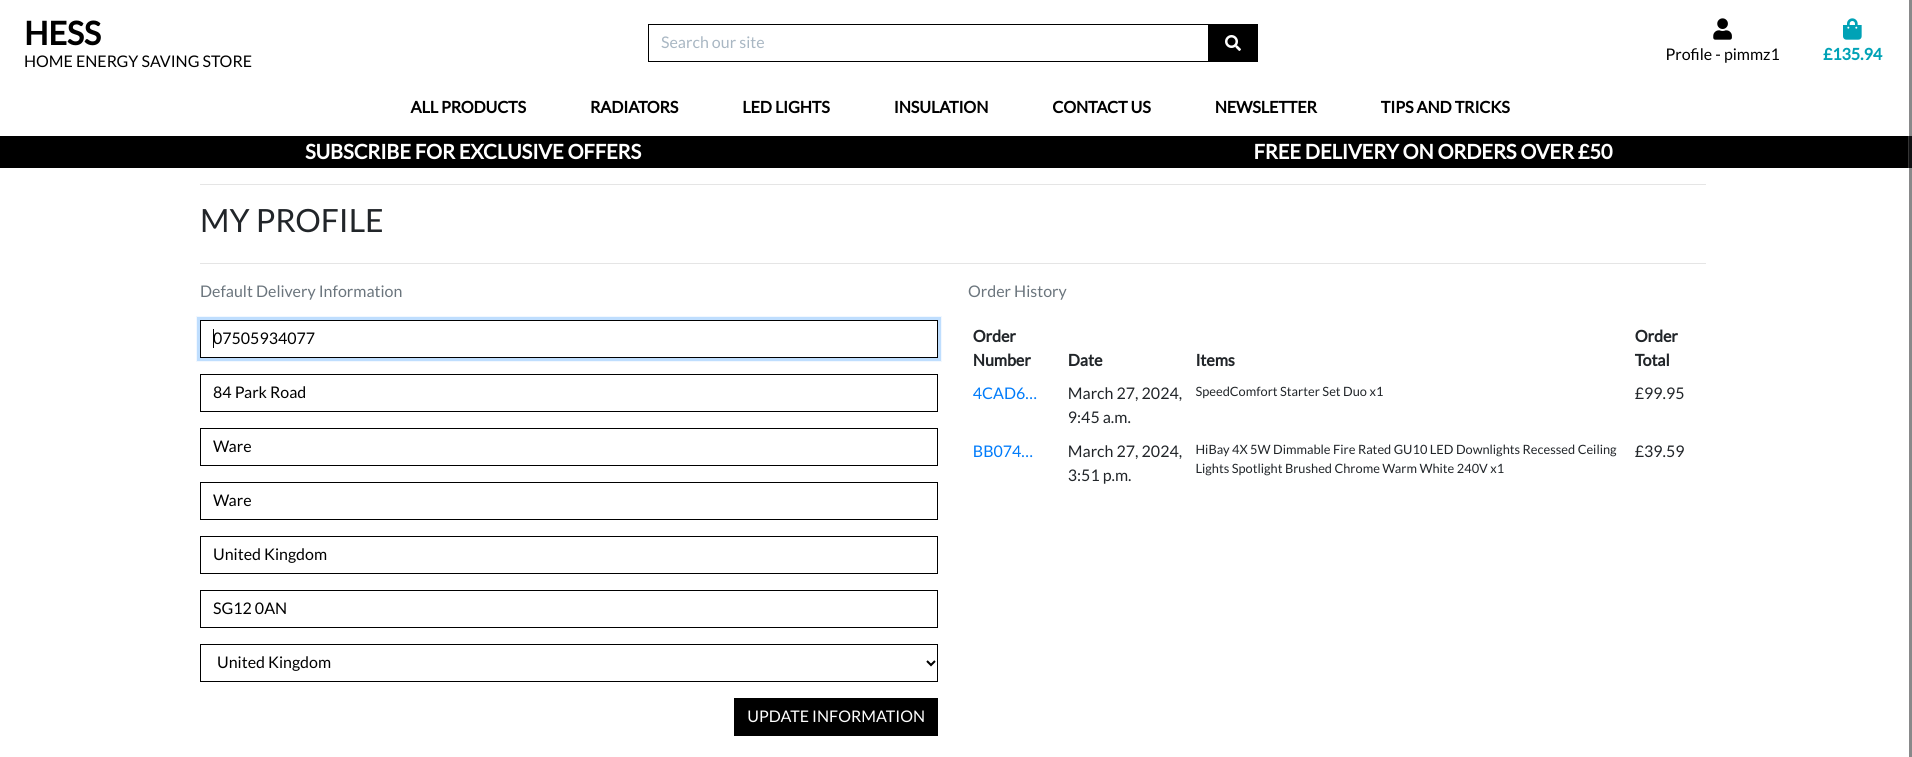 HESS
HOME ENERGY SAVING STORE
Search our site
Profile - pimmz1
£135.94
ALL PRODUCTS RADIATORS LED LIGHTS INSULATION CONTACT US NEWSLETTER TIPS AND TRICKS
SUBSCRIBE FOR EXCLUSIVE OFFERS FREE DELIVERY ON ORDERS OVER £50
MY PROFILE
Default Delivery Information
07505934077
84 Park Road
Ware
Ware
United Kingdom
SG12 0AN
United Kingdom
UPDATE INFORMATION
Order History
Order
Number Date Items Order
Total
4CAD6... March 27, 2024, SpeedComfort Starter Set Duo x1 £99.95
9:45 a.m.
BB074... March 27, 2024, HiBay 4X 5W Dimmable Fire Rated GU10 LED Downlights Recessed Ceiling £39.59
3:51 p.m. Lights Spotlight Brushed Chrome Warm White 240V x1